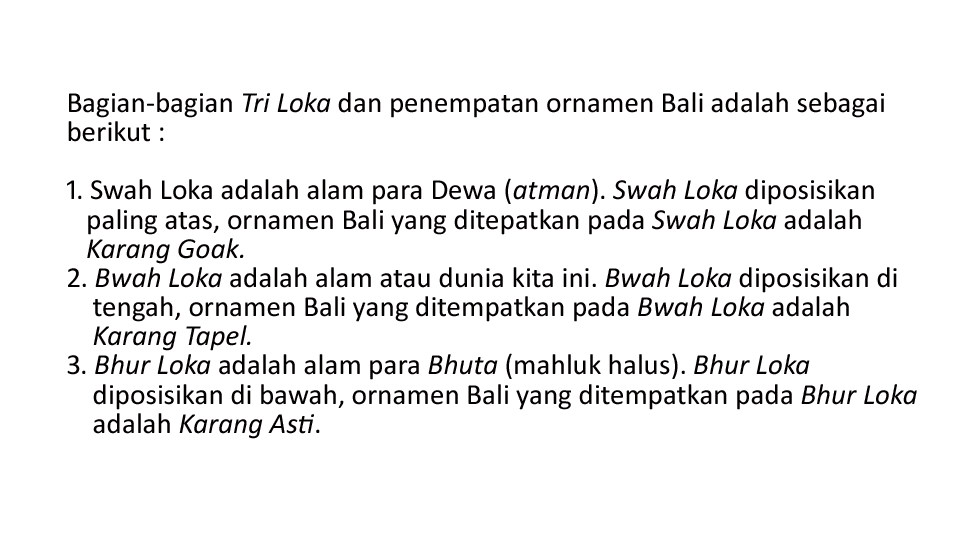 Bagian-bagian Tri Loka dan penempatan ornamen Bali adalah sebagai
berikut :
1. Swah Loka adalah alam para Dewa (atman). Swah Loka diposisikan
paling atas, ornamen Bali yang ditepatkan pada Swah Loka adalah
Karang Goak.
2. Bwah Loka adalah alam atau dunia kita ini. Bwah Loka diposisikan di
tengah, ornamen Bali yang ditempatkan pada Bwah Loka adalah
Karang Tapel.
3. Bhur Loka adalah alam para Bhuta (mahluk halus). Bhur Loka
diposisikan di bawah, ornamen Bali yang ditempatkan pada Bhur Loka
adalah Karang Asti.